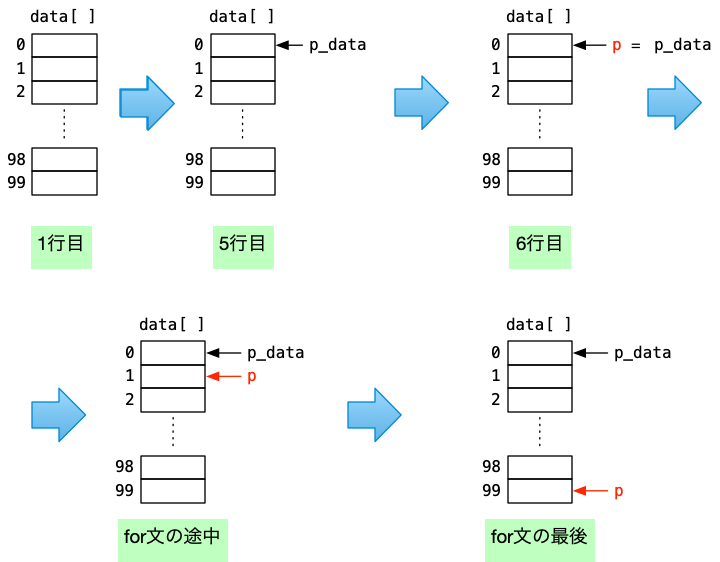 data[ ]
0
1
2
98
99
1行目
data[ ]
0
1
2
98
99
p_data
5行目
data[ ]
0
1
2
98
99
p = p_data
6行目
data[ ]
0
1
2
98
99
p_data
p
for文の途中
data[ ]
0
1
2
98
99
p_data
p
for文の最後